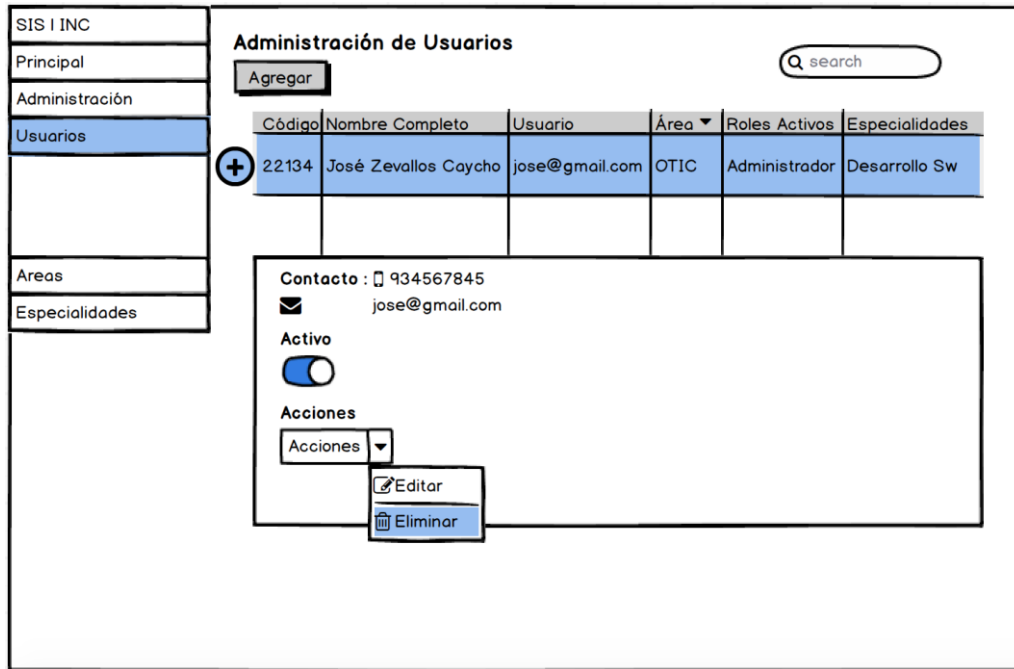 SIS | INC
Principal
Administración
Usuarios
Areas
Especialidades
Administración de Usuarios
Agregar
search
Código Nombre Completo Usuario Área Roles Activos Especialidades
22134 José Zevallos Caycho jose@gmail.com OTIC Administrador Desarrollo Sw
Contacto : 934567845
jose@gmail.com
Activo
Acciones
Acciones
Editar
Eliminar